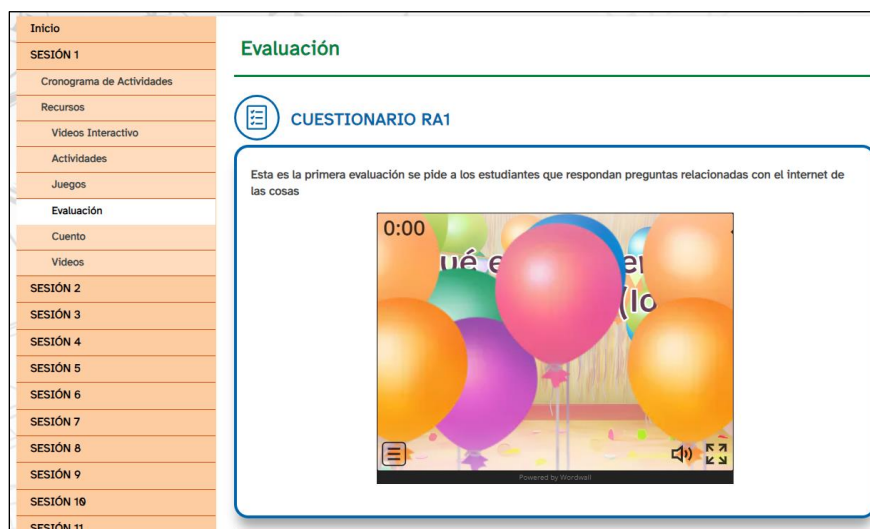 Inicio
SESIÓN 1
Cronograma de Actividades
Recursos
Videos Interactivo
Actividades
Juegos
Evaluación
Cuento
Videos
SESIÓN 2
SESIÓN 3
SESIÓN 4
SESIÓN 5
SESIÓN 6
SESIÓN 7
SESIÓN 8
SESIÓN 9
SESIÓN 10
SESIÓN 11
Evaluación
CUESTIONARIO RA1
Esta es la primera evaluación se pide a los estudiantes que respondan preguntas relacionadas con el internet de
las cosas
0:00
Powered by Wordwall